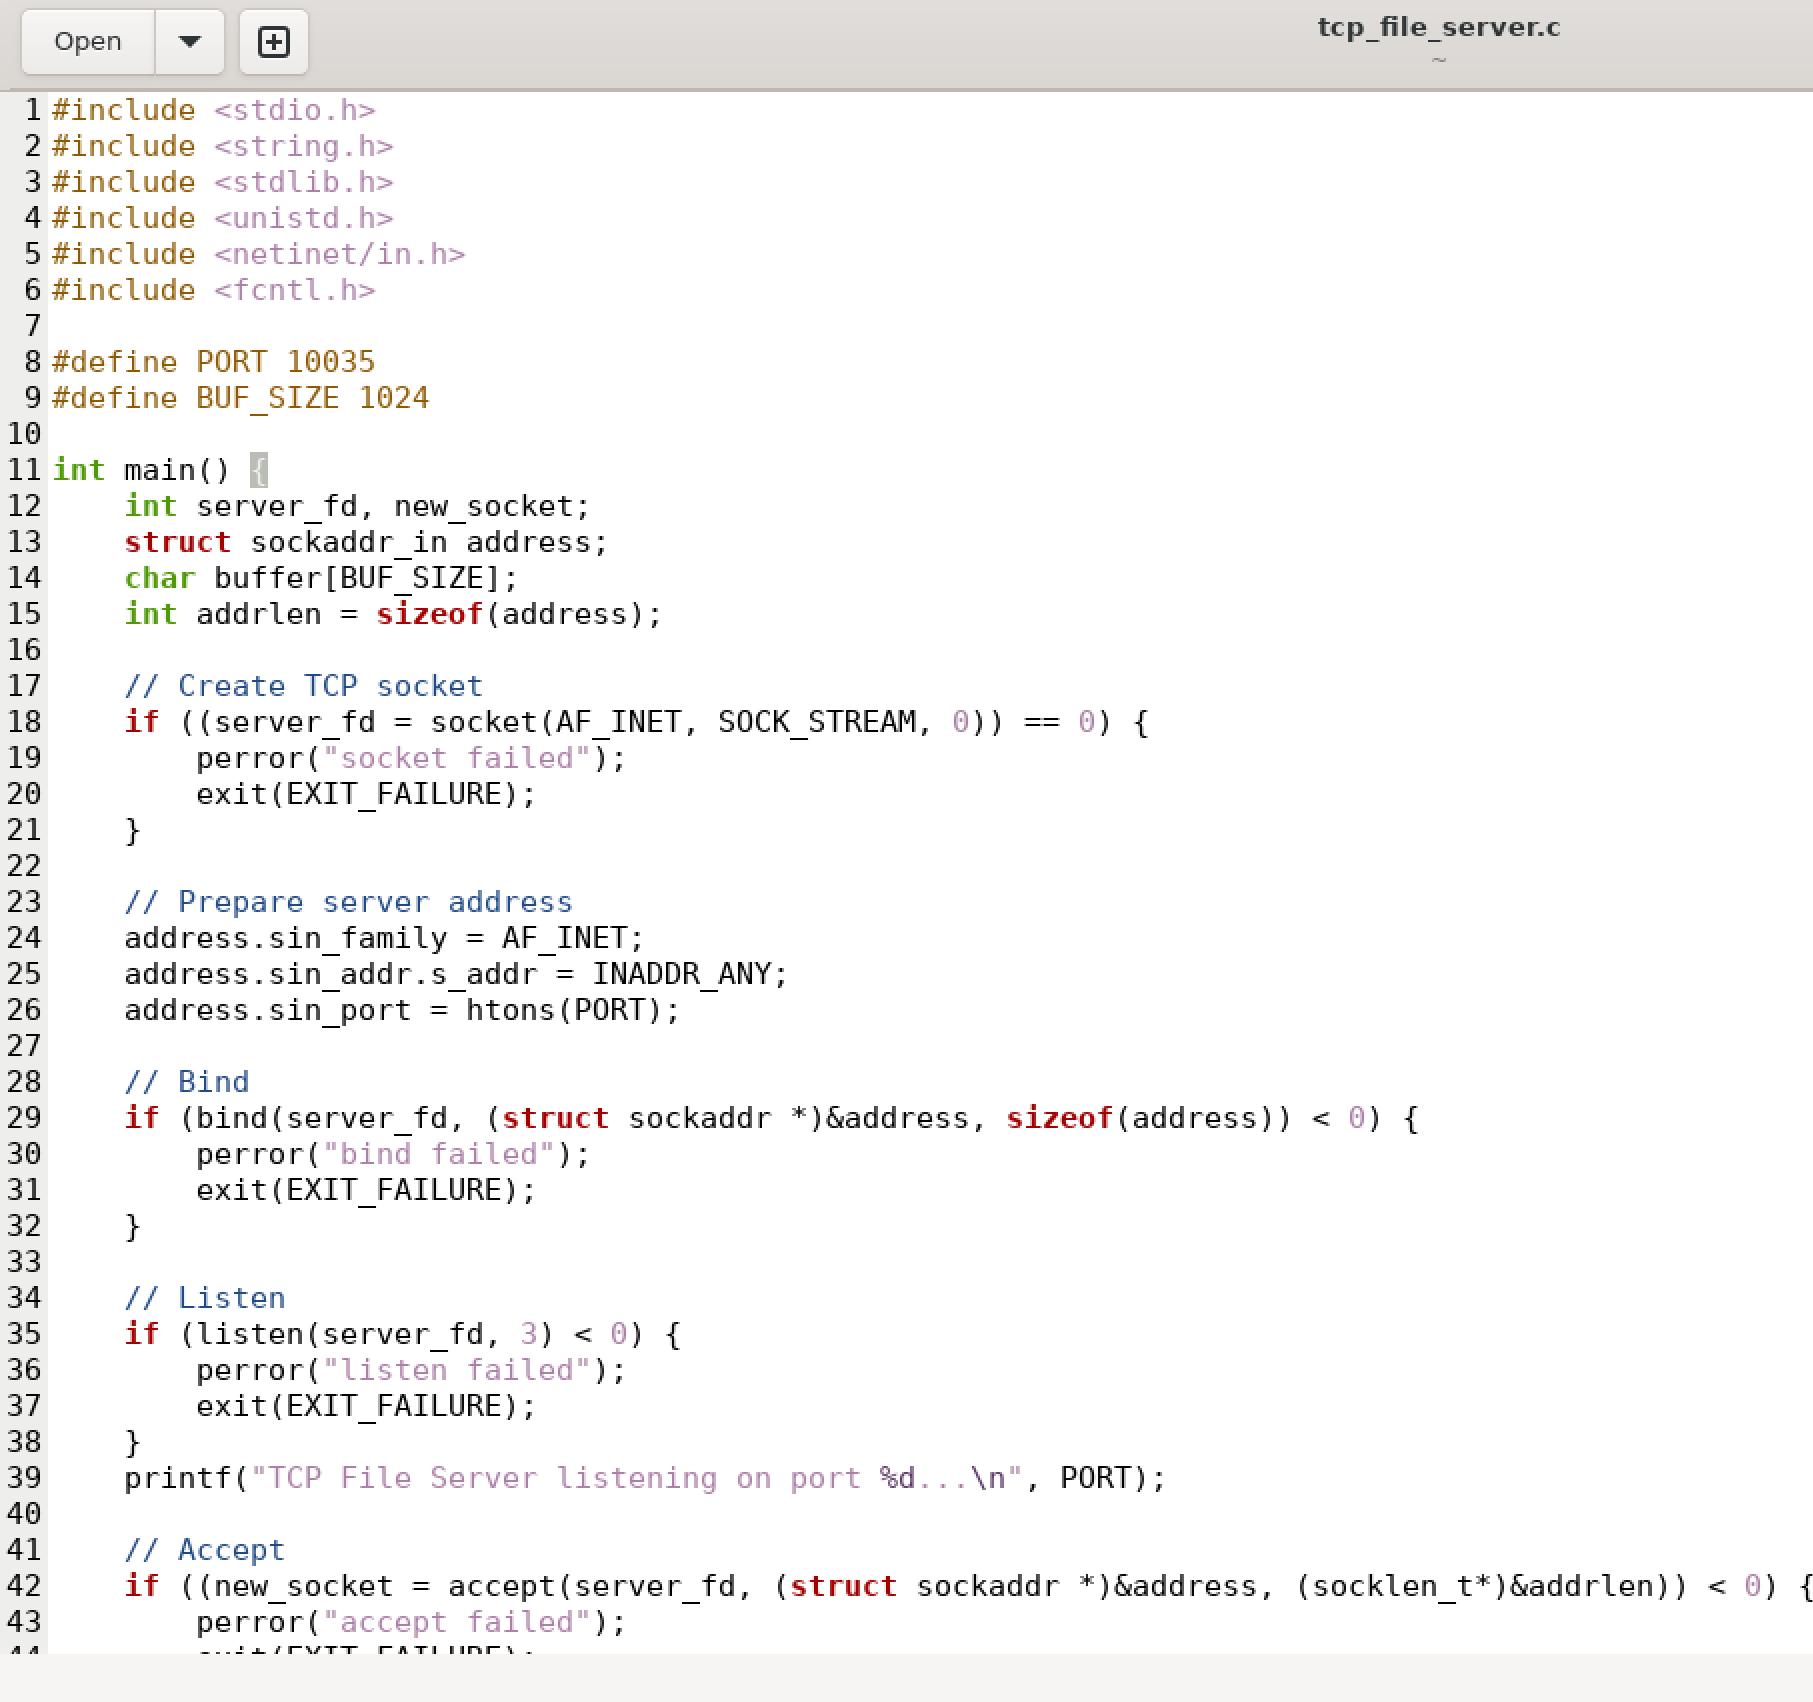 Open
tcp_file_server.c
~
1 #include <stdio.h>
2 #include <string.h>
3 #include <stdlib.h>
4 #include <unistd.h>
5 #include <netinet/in.h>
6 #include <fcntl.h>
7
8 #define PORT 10035
9 #define BUF_SIZE 1024
10
11 int main() {
12     int server_fd, new_socket;
13     struct sockaddr_in address;
14     char buffer[BUF_SIZE];
15     int addrlen = sizeof(address);
16
17     // Create TCP socket
18     if ((server_fd = socket(AF_INET, SOCK_STREAM, 0)) == 0) {
19         perror("socket failed");
20         exit(EXIT_FAILURE);
21     }
22
23     // Prepare server address
24     address.sin_family = AF_INET;
25     address.sin_addr.s_addr = INADDR_ANY;
26     address.sin_port = htons(PORT);
27
28     // Bind
29     if (bind(server_fd, (struct sockaddr *)&address, sizeof(address)) < 0) {
30         perror("bind failed");
31         exit(EXIT_FAILURE);
32     }
33
34     // Listen
35     if (listen(server_fd, 3) < 0) {
36         perror("listen failed");
37         exit(EXIT_FAILURE);
38     }
39     printf("TCP File Server listening on port %d...\n", PORT);
40
41     // Accept
42     if ((new_socket = accept(server_fd, (struct sockaddr *)&address, (socklen_t*)&addrlen)) < 0) {
43         perror("accept failed");
44         exit(EXIT_FAILURE);